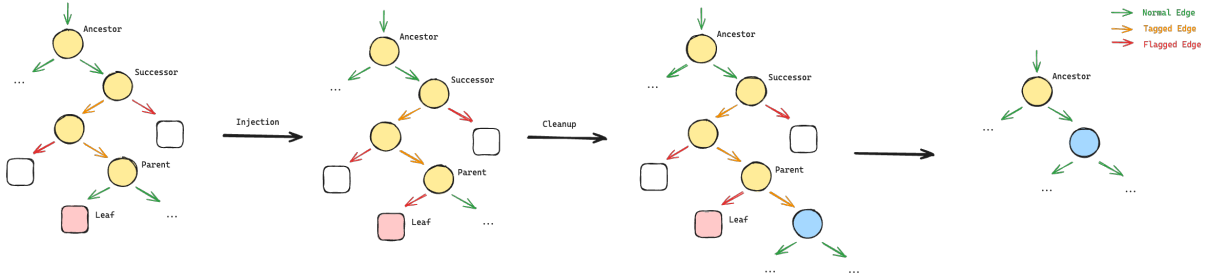 Ancestor
Successor
...
Parent
Leaf
...
Injection
Ancestor
Successor
...
Parent
Leaf
...
Cleanup
Ancestor
Successor
...
Parent
Leaf
...
...
Ancestor
...
...
...
Normal Edge
Tagged Edge
Flagged Edge